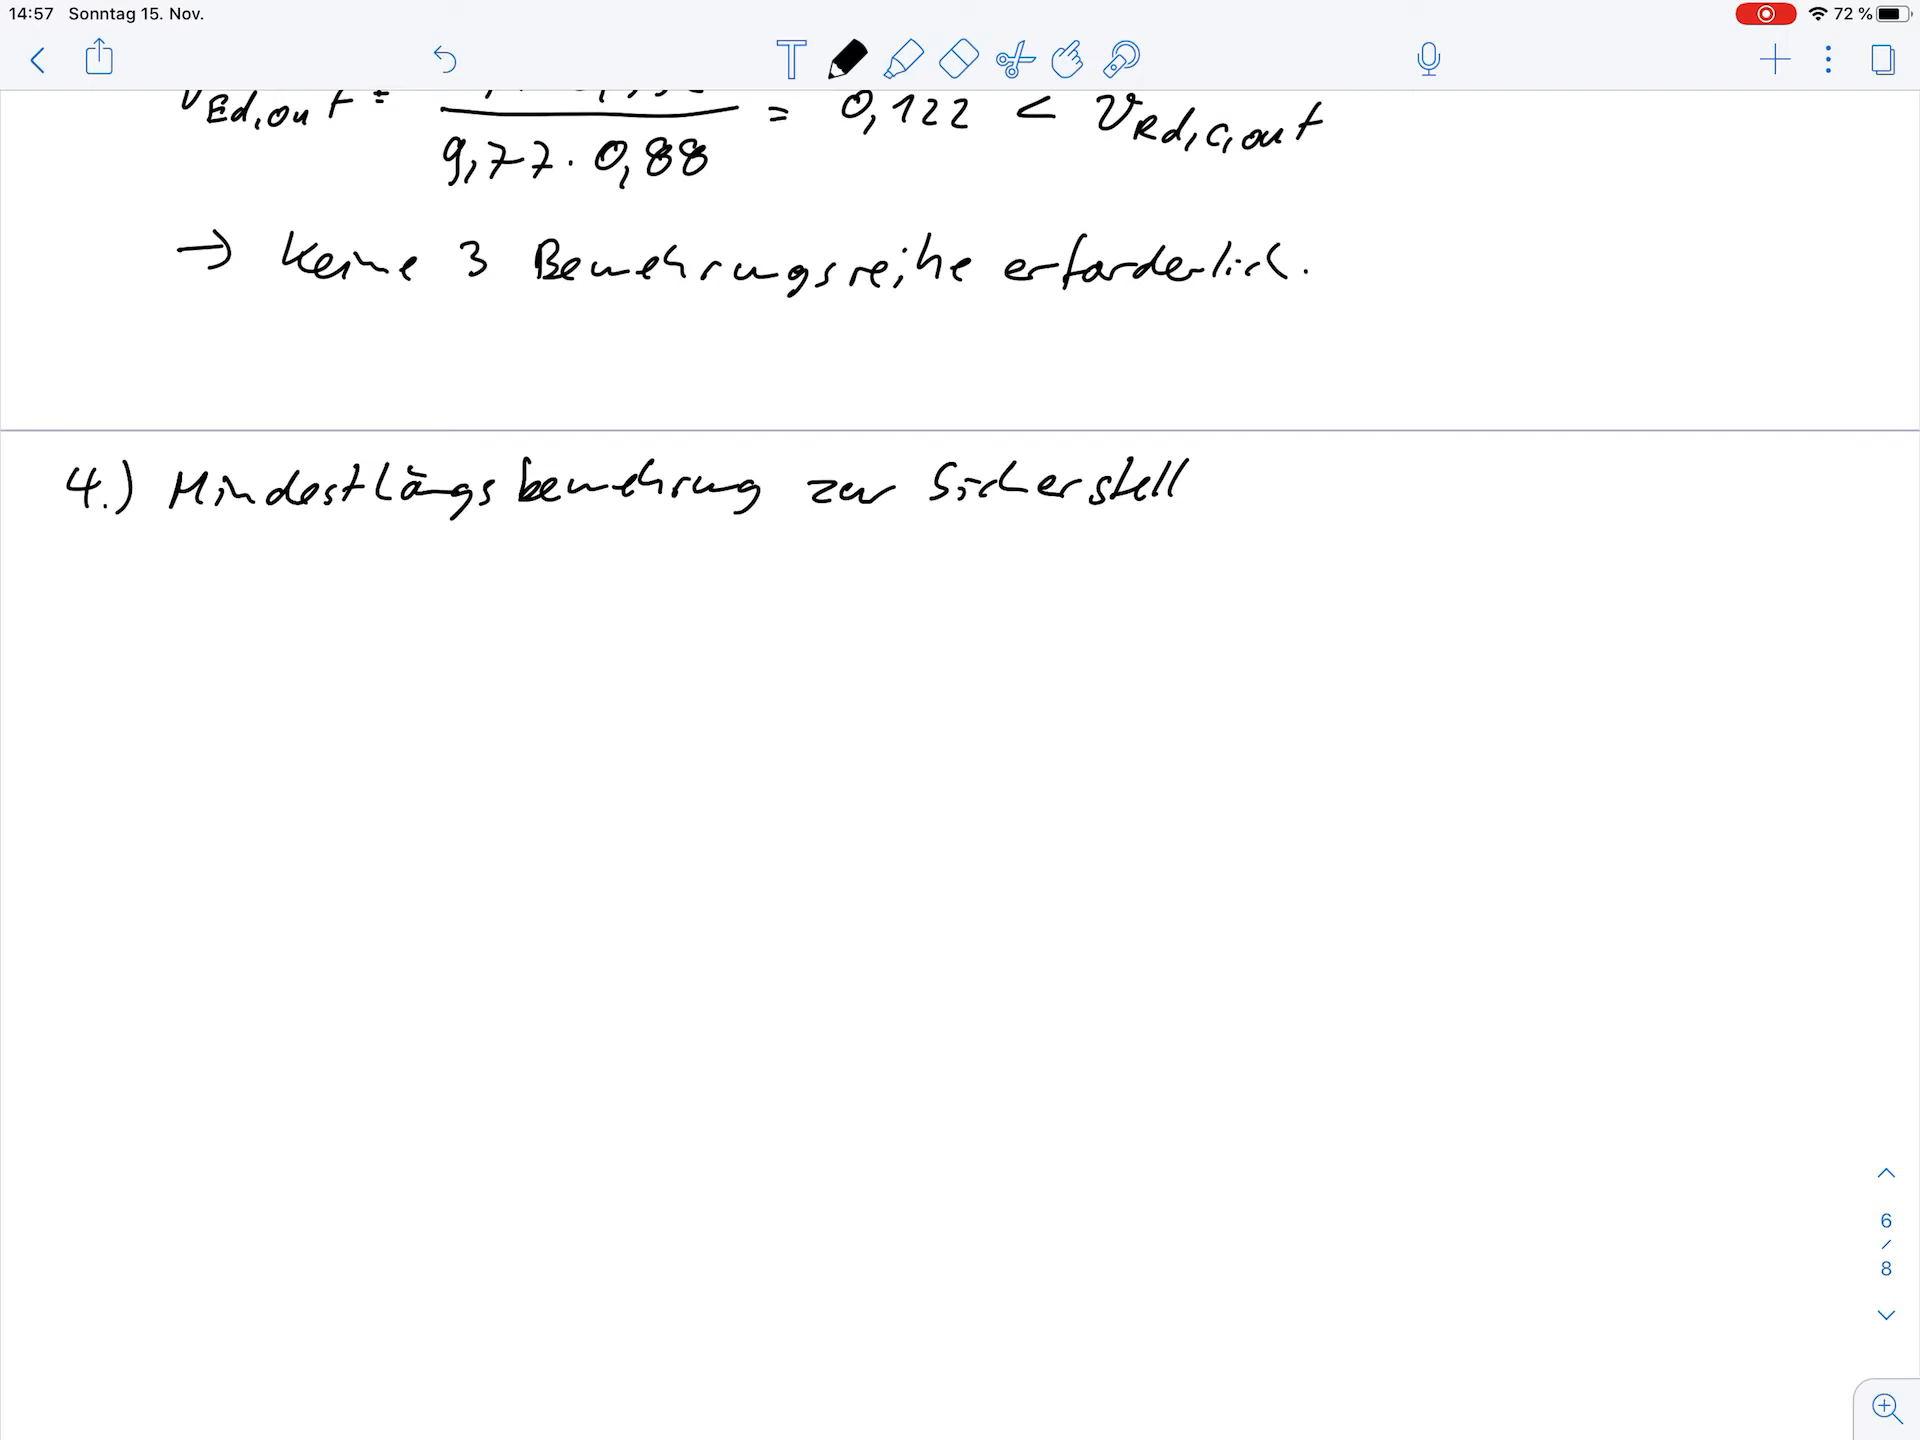 14:57 Sonntag 15. Nov. 72 %
T
vEd,out = = 0,122 < vRd,c,out
9,77 · 0,88
→ Keine 3 Bewehrungsreihe erforderlich.
4.) Mindestlängsbewehrung zur Sicherstell
6
/
8